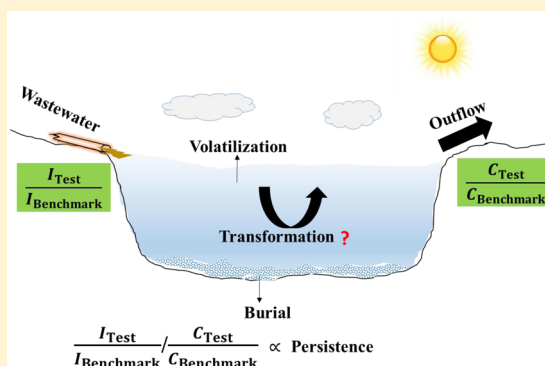 Wastewater
Outflow
Volatilization
I_Test / I_Benchmark
C_Test / C_Benchmark
Transformation ?
Burial
I_Test / I_Benchmark / C_Test / C_Benchmark ∝ Persistence